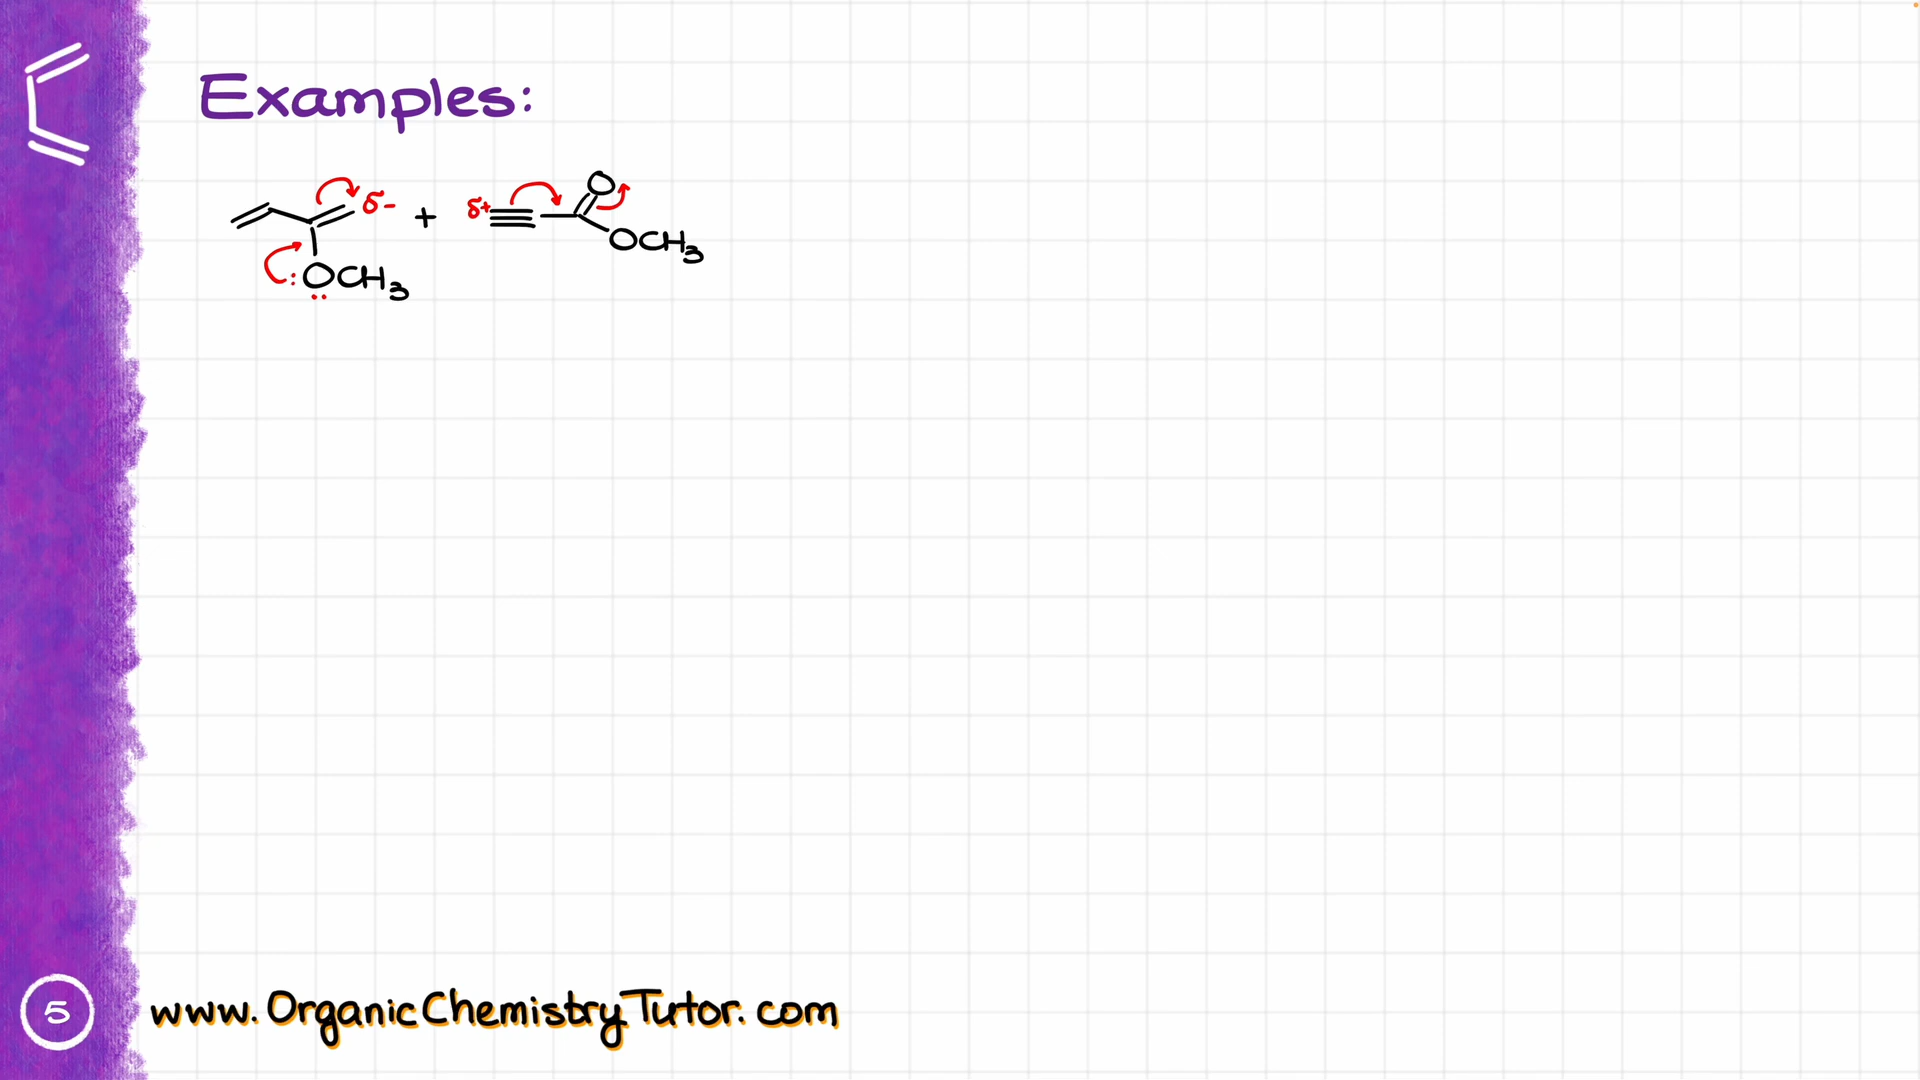 Examples:
δ- + δ+ O
OCH3
:OCH3
5
www.OrganicChemistryTutor.com